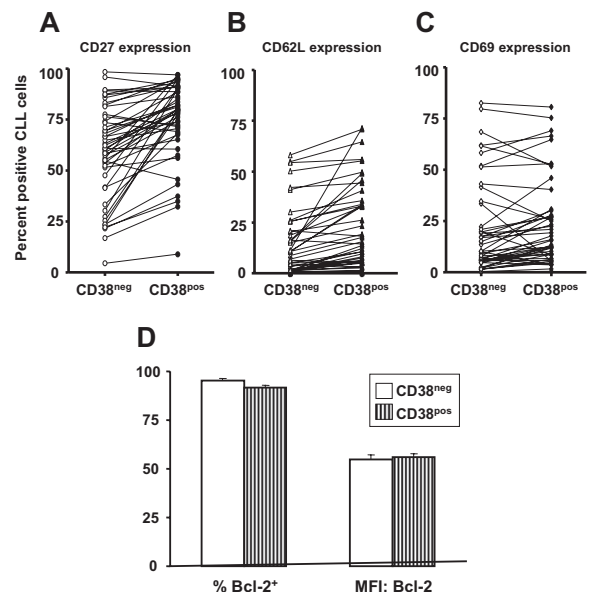 A
B
C
CD27 expression
CD62L expression
CD69 expression
Percent positive CLL cells
100
75
50
25
0
CD38neg CD38pos
100
75
50
25
0
CD38neg CD38pos
100
75
50
25
0
CD38neg CD38pos
D
100
75
50
25
0
CD38neg
CD38pos
% Bcl-2+
MFI: Bcl-2